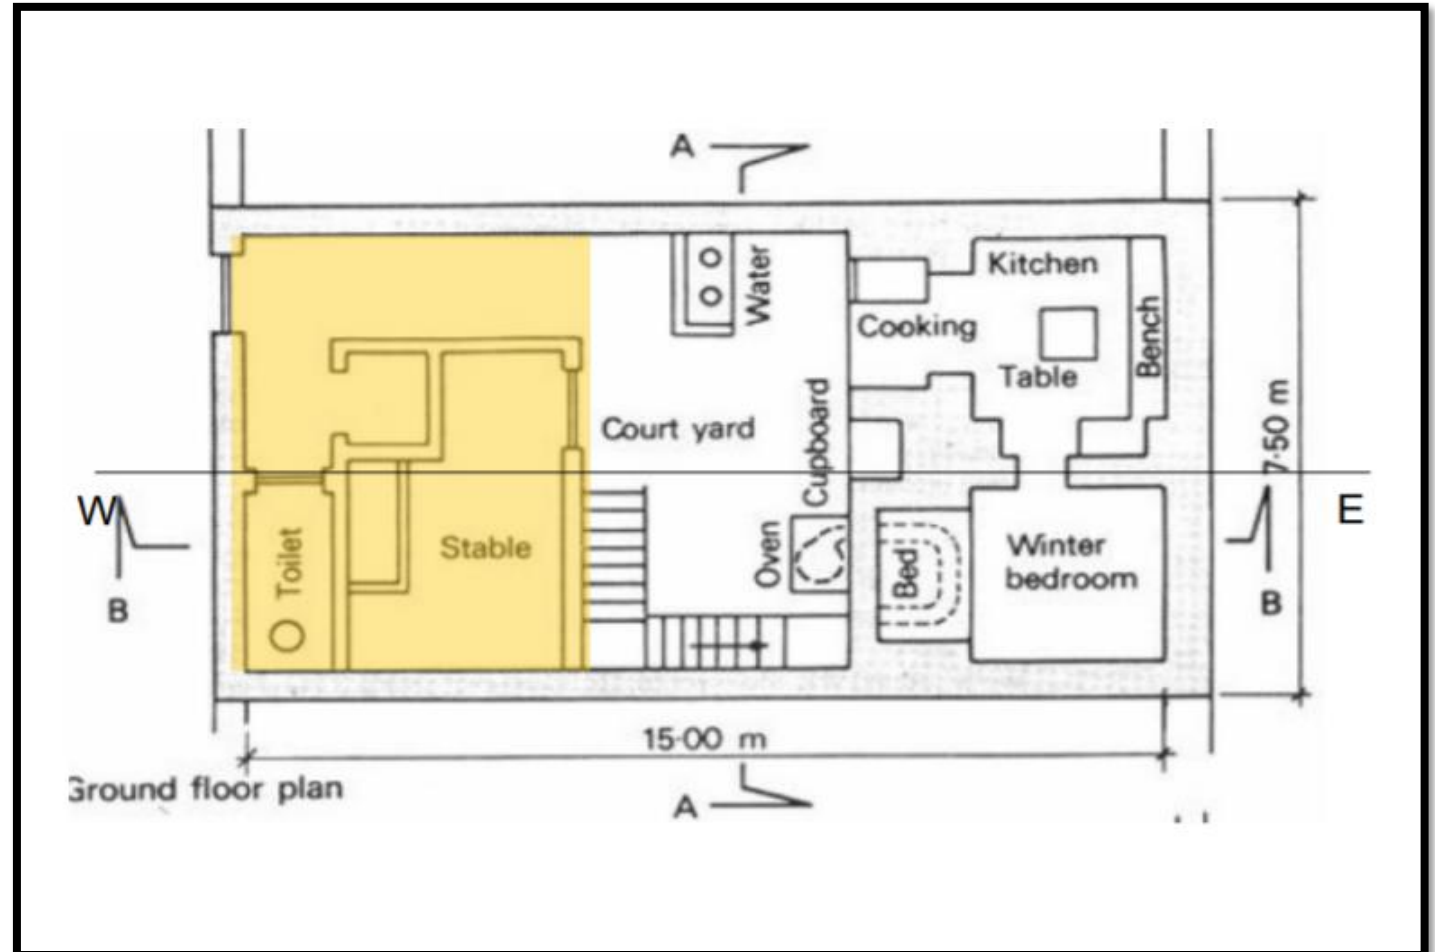 A
Water
Kitchen
Cooking
Table
Bench
Court yard
Cupboard
7·50 m
W
E
Toilet
Stable
Oven
Bed
Winter
bedroom
B
B
15·00 m
Ground floor plan
A